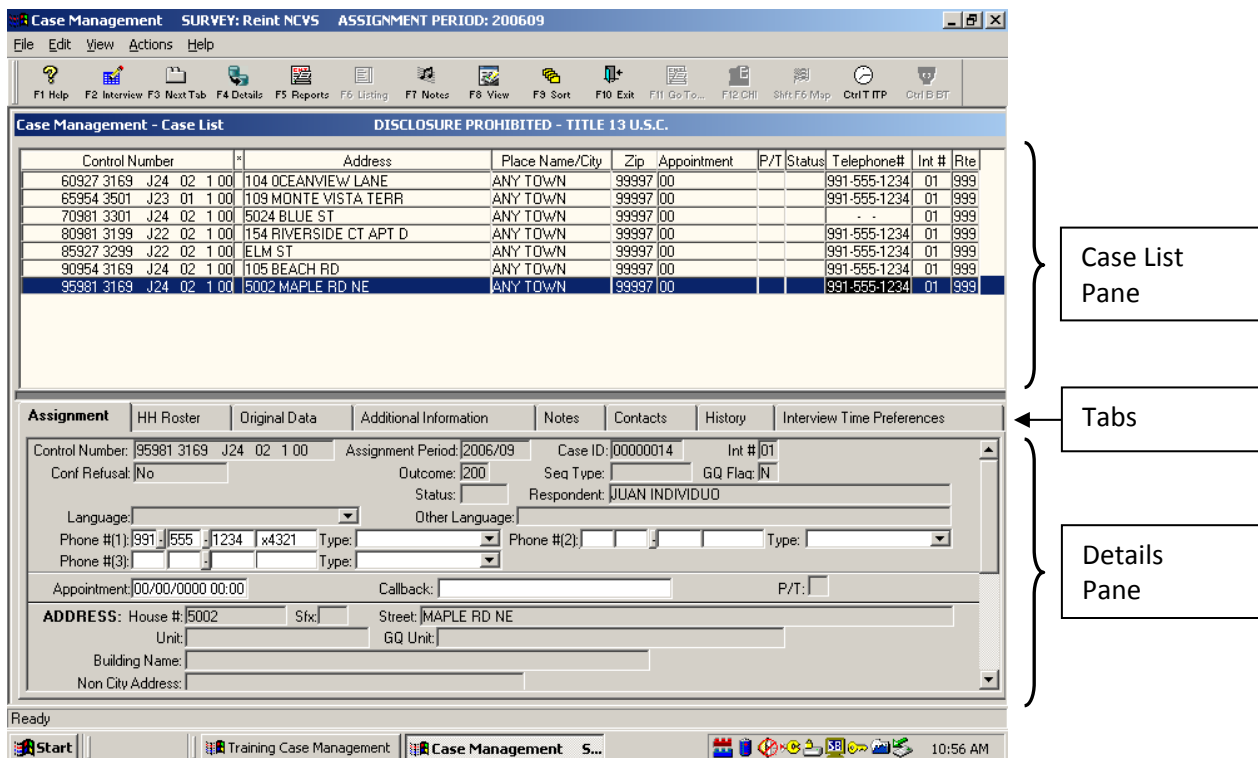 Case Management SURVEY: Reint NCVS ASSIGNMENT PERIOD: 200609
File Edit View Actions Help
F1 Help F2 Interview F3 Next Tab F4 Details F5 Reports F6 Listing F7 Notes F8 View F9 Sort F10 Exit F11 Go To... F12 CHI Shft F6 Map Ctrl T ITP Ctrl B BT
Case Management - Case List DISCLOSURE PROHIBITED - TITLE 13 U.S.C.
Control Number * Address Place Name/City Zip Appointment P/T Status Telephone# Int # Rte
60927 3169 J24 02 1 00 104 OCEANVIEW LANE ANY TOWN 99997 00 991-555-1234 01 999
65954 3501 J23 01 1 00 109 MONTE VISTA TERR ANY TOWN 99997 00 991-555-1234 01 999
70981 3301 J24 02 1 00 5024 BLUE ST ANY TOWN 99997 00 - - 01 999
80981 3199 J22 02 1 00 154 RIVERSIDE CT APT D ANY TOWN 99997 00 991-555-1234 01 999
85927 3299 J22 02 1 00 ELM ST ANY TOWN 99997 00 991-555-1234 01 999
90954 3169 J24 02 1 00 105 BEACH RD ANY TOWN 99997 00 991-555-1234 01 999
95981 3169 J24 02 1 00 5002 MAPLE RD NE ANY TOWN 99997 00 991-555-1234 01 999
Case List
Pane
Assignment HH Roster Original Data Additional Information Notes Contacts History Interview Time Preferences
Tabs
Control Number: 95981 3169 J24 02 1 00 Assignment Period: 2006/09 Case ID: 00000014 Int # 01
Conf Refusal: No Outcome: 200 Seq Type: GQ Flag: N
Status: Respondent: JUAN INDIVIDUO
Language: Other Language:
Phone #(1): 991 - 555 - 1234 x4321 Type: Phone #(2): - Type:
Phone #(3): - Type:
Appointment: 00/00/0000 00:00 Callback: P/T:
ADDRESS: House #: 5002 Sfx: Street: MAPLE RD NE
Unit: GQ Unit:
Building Name:
Non City Address:
Details
Pane
Ready
Start Training Case Management Case Management S... 10:56 AM